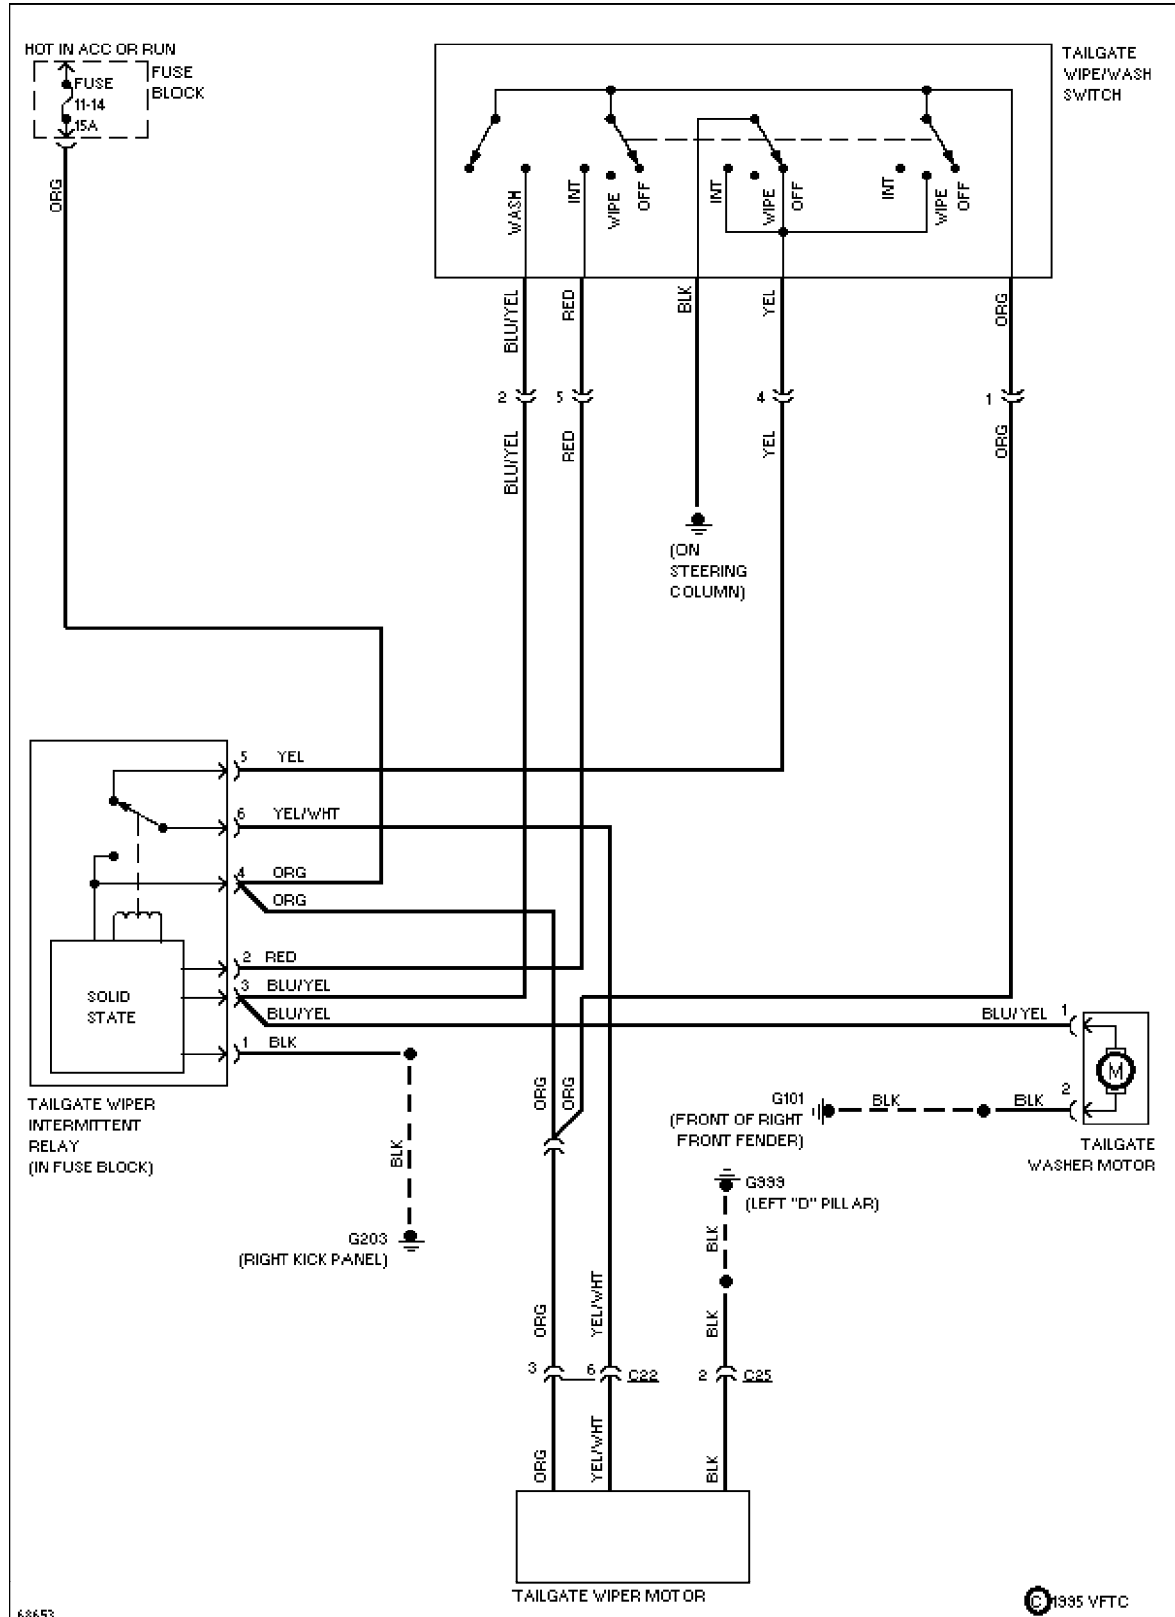 HOT IN ACC OR RUN
FUSE
11-14
15A
FUSE
BLOCK
ORG
TAILGATE
WIPE/WASH
SWITCH
WASH
INT
WIPE
OFF
INT
WIPE
OFF
INT
WIPE
OFF
BLU/YEL
RED
BLK
YEL
ORG
2
5
4
1
BLU/YEL
RED
YEL
ORG
(ON
STEERING
COLUMN)
5 YEL
6 YEL/WHT
4 ORG
ORG
2 RED
3 BLU/YEL
BLU/YEL
1 BLK
SOLID
STATE
TAILGATE WIPER
INTERMITTENT
RELAY
(IN FUSE BLOCK)
BLK
G203
(RIGHT KICK PANEL)
ORG
ORG
BLU/YEL 1
M
2
BLK
BLK
G101
(FRONT OF RIGHT
FRONT FENDER)
TAILGATE
WASHER MOTOR
G999
(LEFT "D" PILLAR)
BLK
ORG
YEL/WHT
BLK
3
6
C22
2
C25
ORG
YEL/WHT
BLK
TAILGATE WIPER MOTOR
68653
© 1995 VFTC